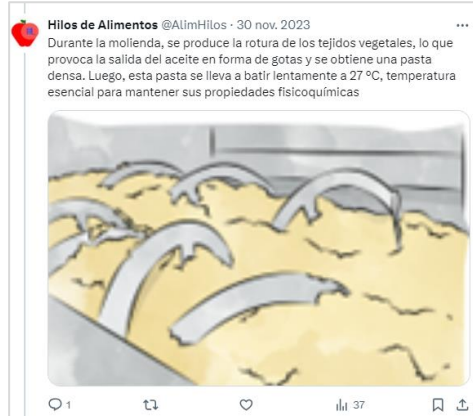 Hilos de Alimentos @AlimHilos · 30 nov. 2023
Durante la molienda, se produce la rotura de los tejidos vegetales, lo que
provoca la salida del aceite en forma de gotas y se obtiene una pasta
densa. Luego, esta pasta se lleva a batir lentamente a 27 ºC, temperatura
esencial para mantener sus propiedades fisicoquímicas
1
37